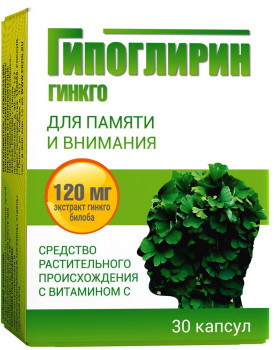 ГИПОГЛИРИН
ГИНКГО
ДЛЯ ПАМЯТИ
И ВНИМАНИЯ
120 мг
экстракт гинкго
билоба
СРЕДСТВО
РАСТИТЕЛЬНОГО
ПРОИСХОЖДЕНИЯ
С ВИТАМИНОМ С
30 капсул